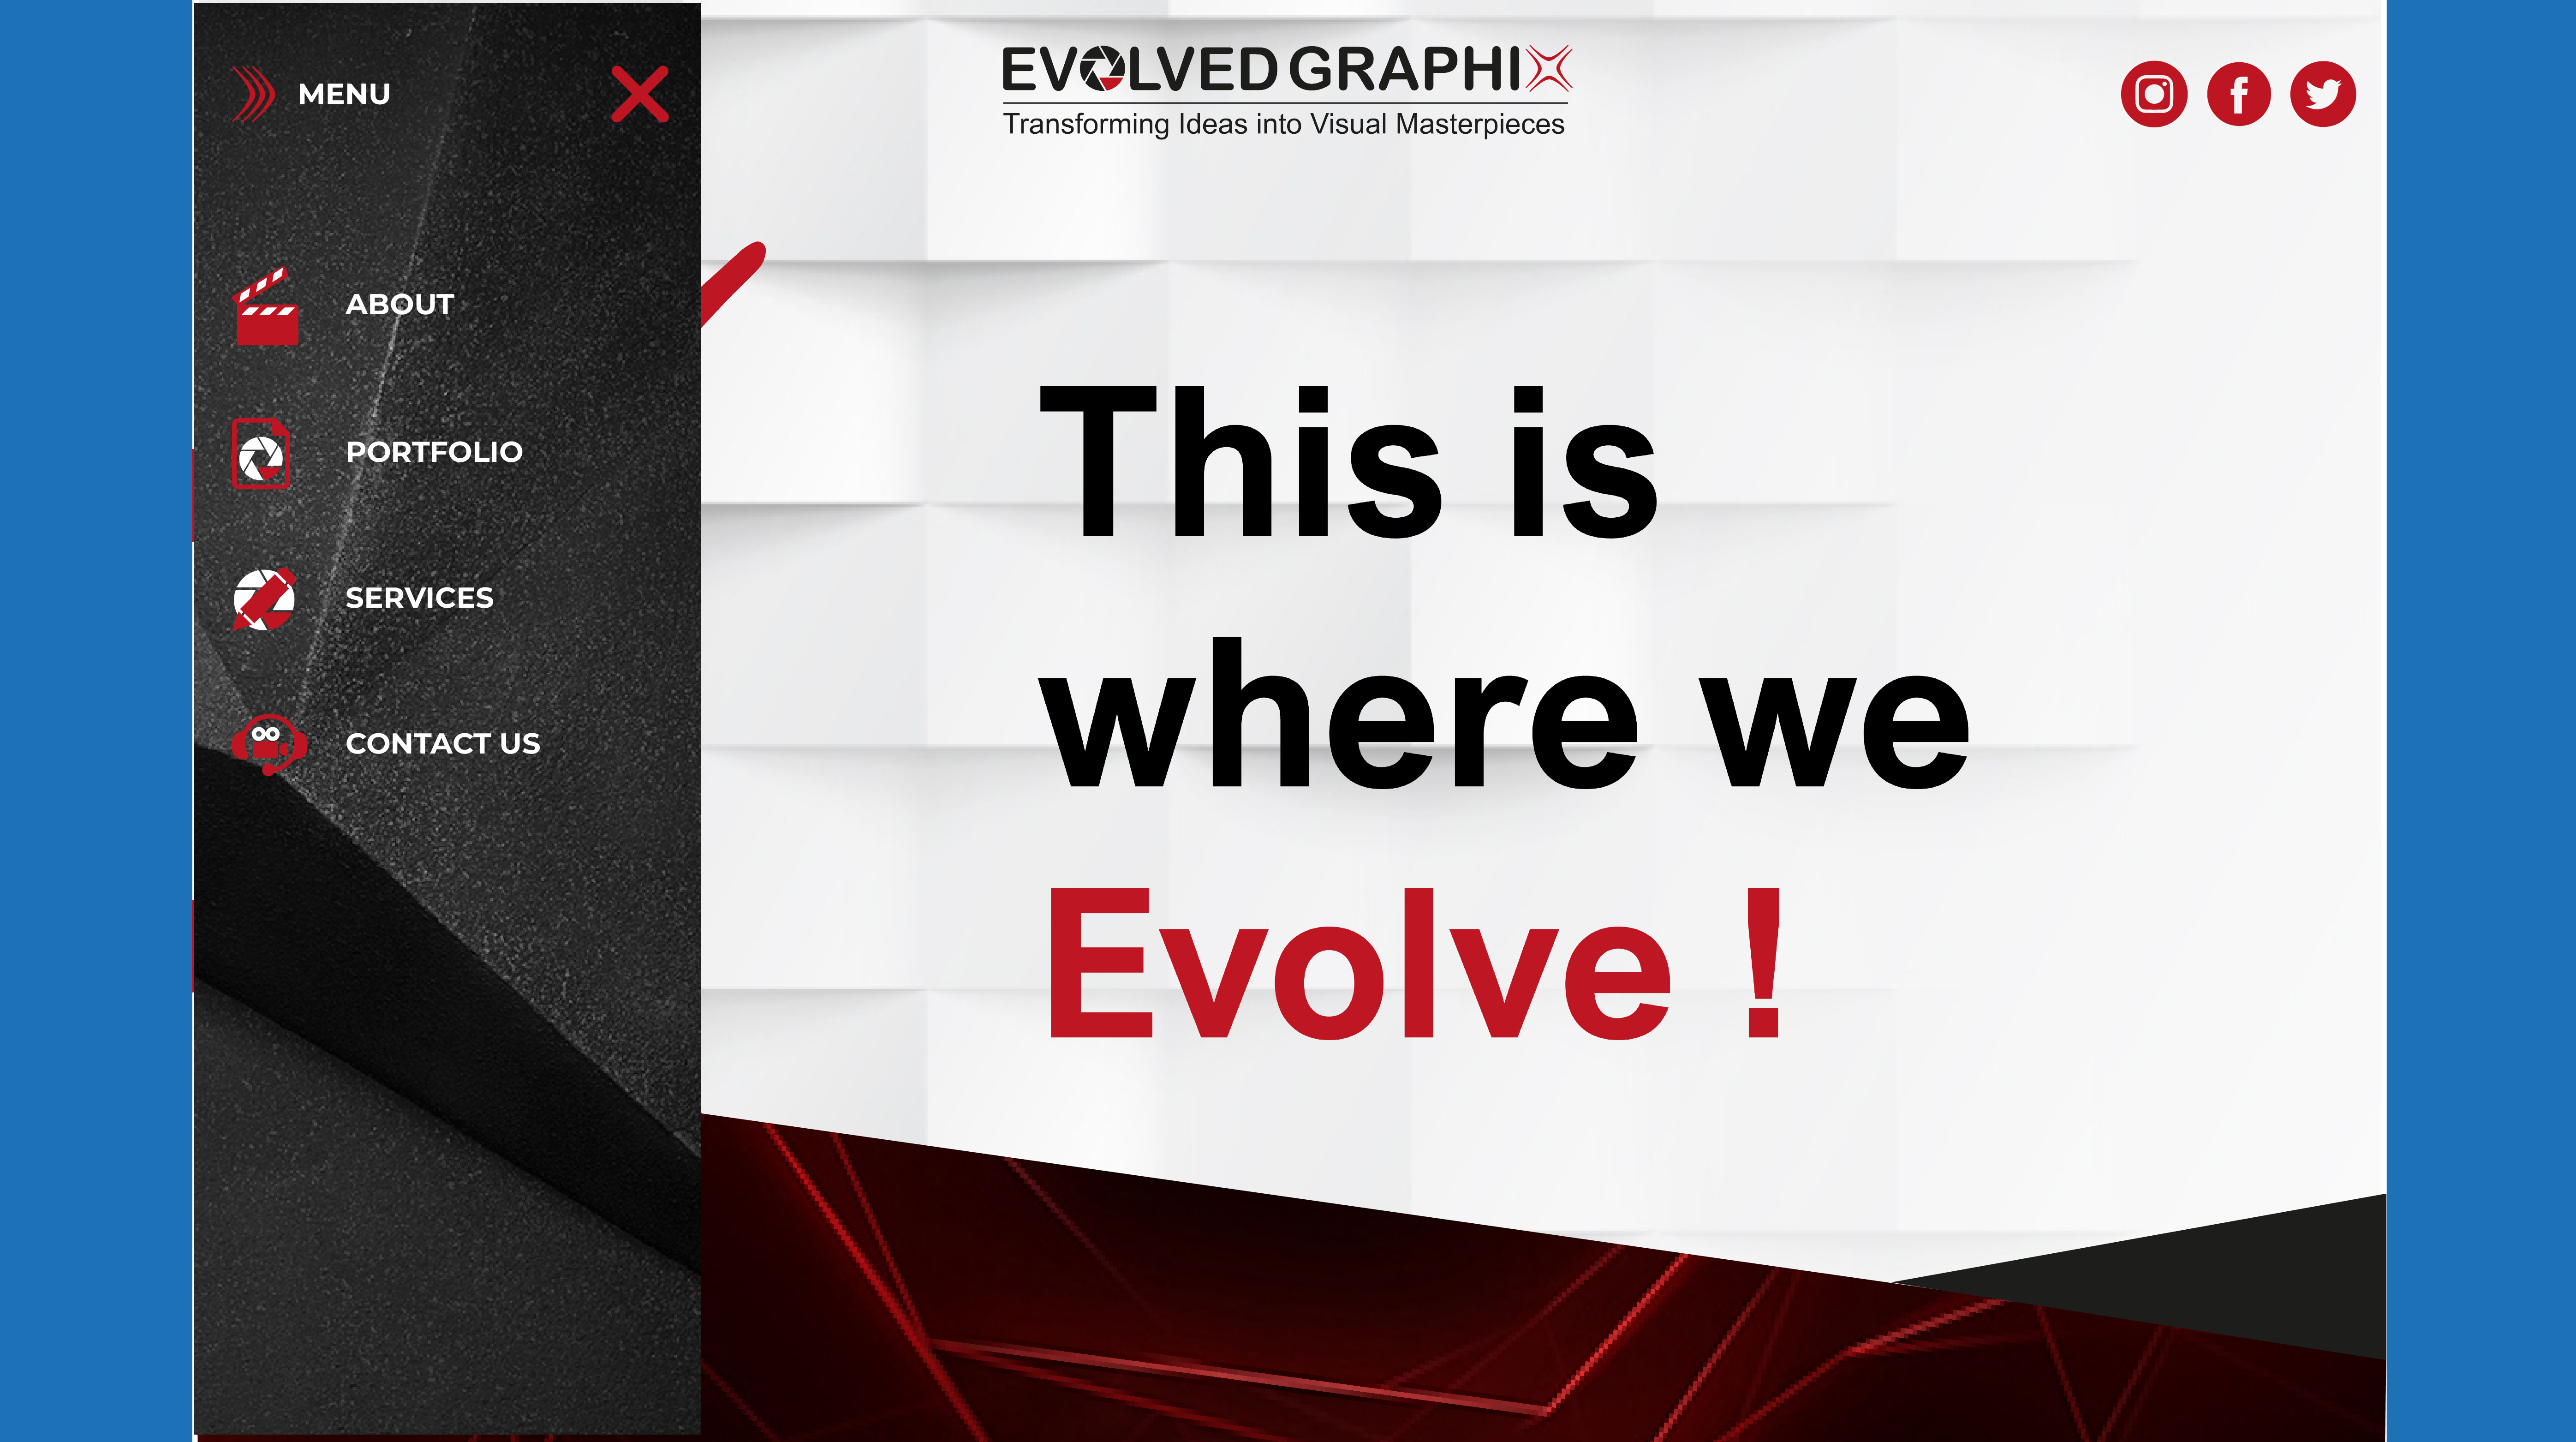 MENU
EVOLVED GRAPHIX
Transforming Ideas into Visual Masterpieces
ABOUT
PORTFOLIO
SERVICES
CONTACT US
This is
where we
Evolve !